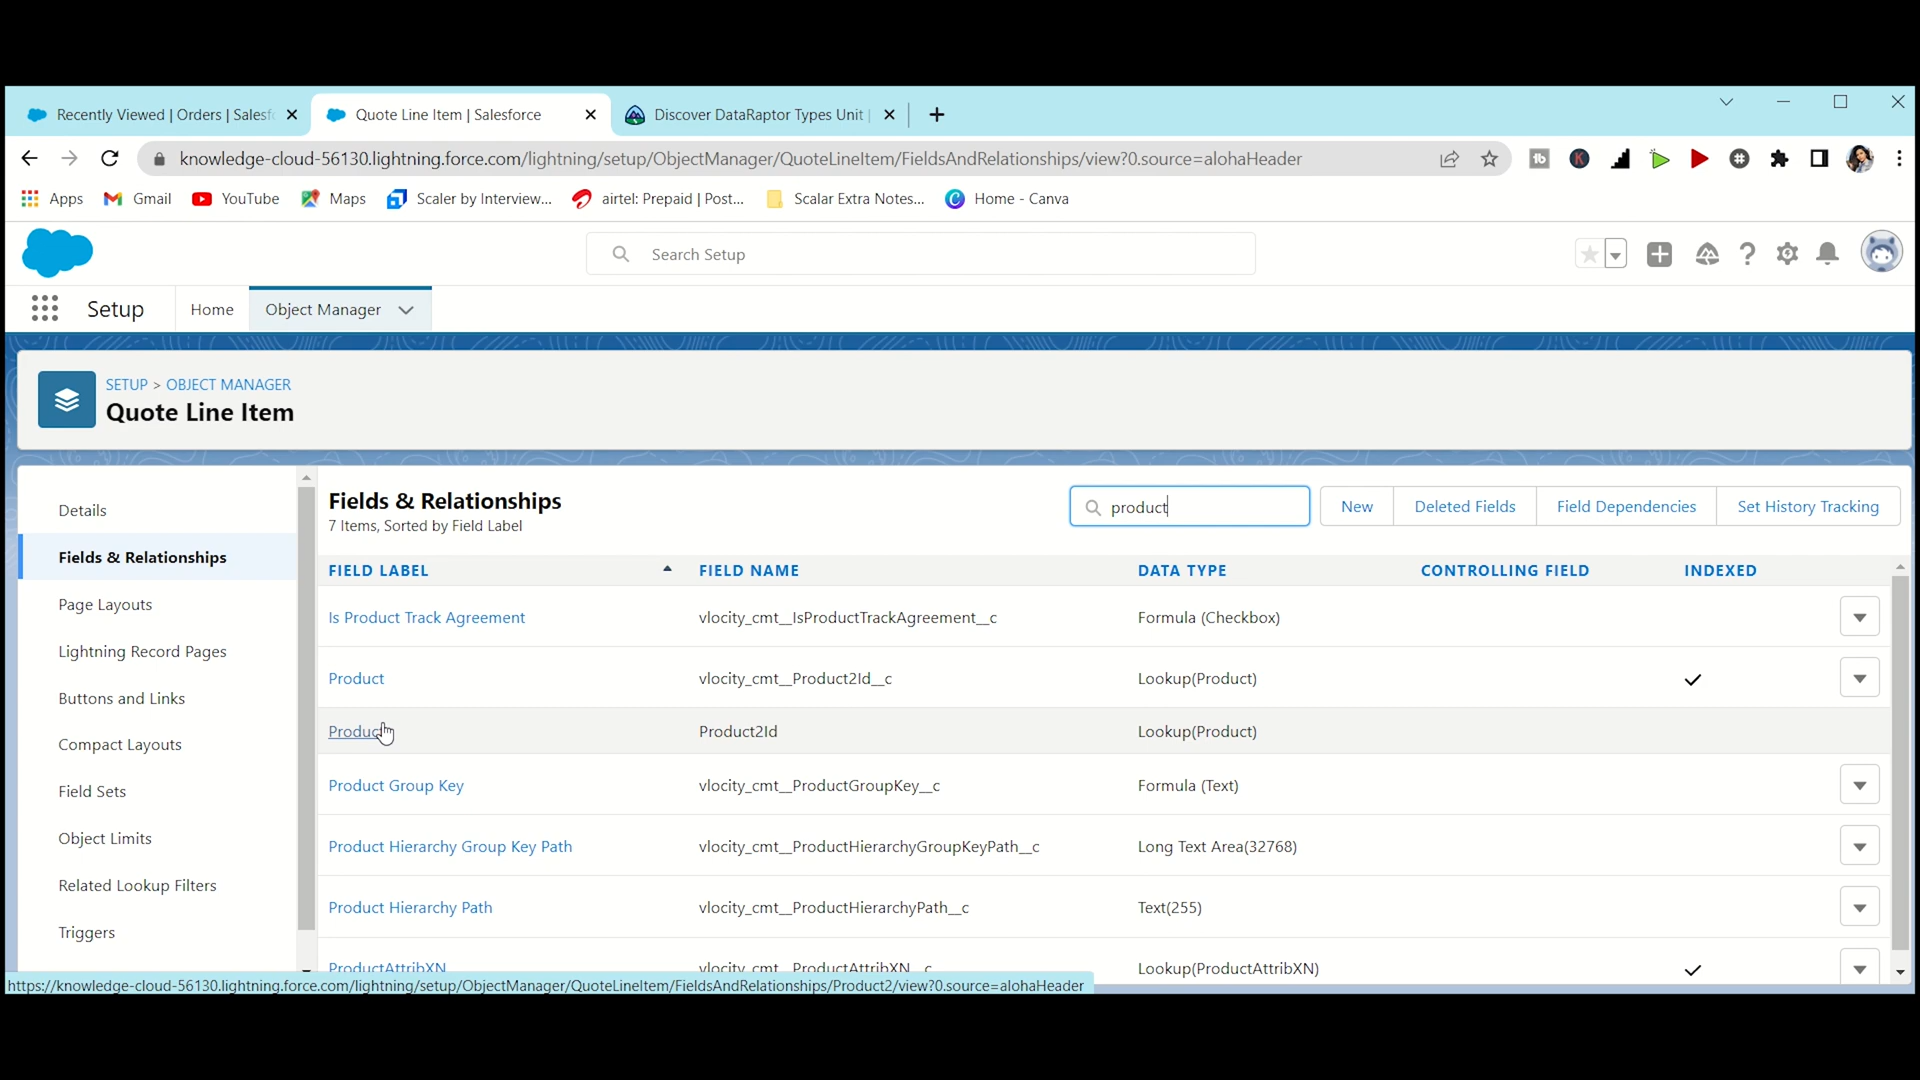 Recently Viewed | Orders | Salesf
Quote Line Item | Salesforce
Discover DataRaptor Types Unit |
knowledge-cloud-56130.lightning.force.com/lightning/setup/ObjectManager/QuoteLineItem/FieldsAndRelationships/view?0.source=alohaHeader
Apps
Gmail
YouTube
Maps
Scaler by Interview...
airtel: Prepaid | Post...
Scalar Extra Notes...
Home - Canva
Search Setup
Setup
Home
Object Manager
SETUP > OBJECT MANAGER
Quote Line Item
Details
Fields & Relationships
Page Layouts
Lightning Record Pages
Buttons and Links
Compact Layouts
Field Sets
Object Limits
Related Lookup Filters
Triggers
Fields & Relationships
7 Items, Sorted by Field Label
product
New
Deleted Fields
Field Dependencies
Set History Tracking
FIELD LABEL FIELD NAME DATA TYPE CONTROLLING FIELD INDEXED
Is Product Track Agreement vlocity_cmt__IsProductTrackAgreement__c Formula (Checkbox)
Product vlocity_cmt__Product2Id__c Lookup(Product)
Product Product2Id Lookup(Product)
Product Group Key vlocity_cmt__ProductGroupKey__c Formula (Text)
Product Hierarchy Group Key Path vlocity_cmt__ProductHierarchyGroupKeyPath__c Long Text Area(32768)
Product Hierarchy Path vlocity_cmt__ProductHierarchyPath__c Text(255)
ProductAttribXN vlocity_cmt__ProductAttribXN__c Lookup(ProductAttribXN)
https://knowledge-cloud-56130.lightning.force.com/lightning/setup/ObjectManager/QuoteLineItem/FieldsAndRelationships/Product2/view?0.source=alohaHeader